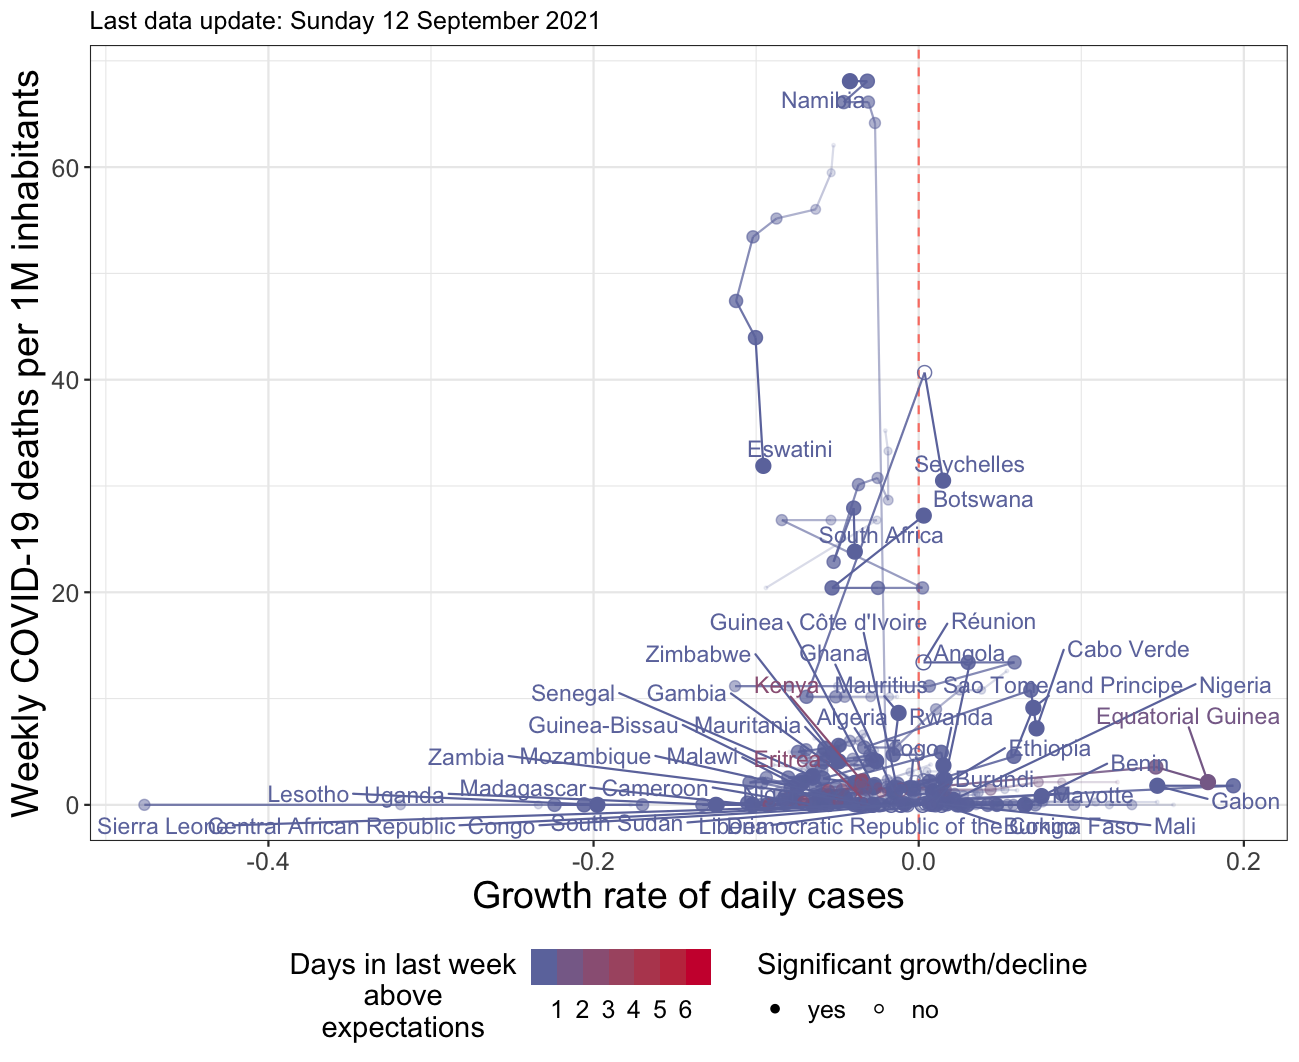 Last data update: Sunday 12 September 2021
Weekly COVID-19 deaths per 1M inhabitants
60
40
20
0
Namibia
Eswatini
Seychelles
Botswana
South Africa
Guinea Côte d'Ivoire Réunion
Zimbabwe Ghana Angola Cabo Verde
Senegal Gambia Kenya Mauritius Sao Tome and Principe Nigeria
Guinea-Bissau Mauritania Algeria Rwanda Equatorial Guinea
Zambia Mozambique Malawi Eritrea Togo Ethiopia
Burundi Benin
Lesotho Uganda Madagascar Cameroon Mayotte Gabon
Sierra Leone Central African Republic Congo South Sudan Liberia Democratic Republic of the Congo Burkina Faso Mali
-0.4 -0.2 0.0 0.2
Growth rate of daily cases
Days in last week
above
expectations
1 2 3 4 5 6
Significant growth/decline
yes no